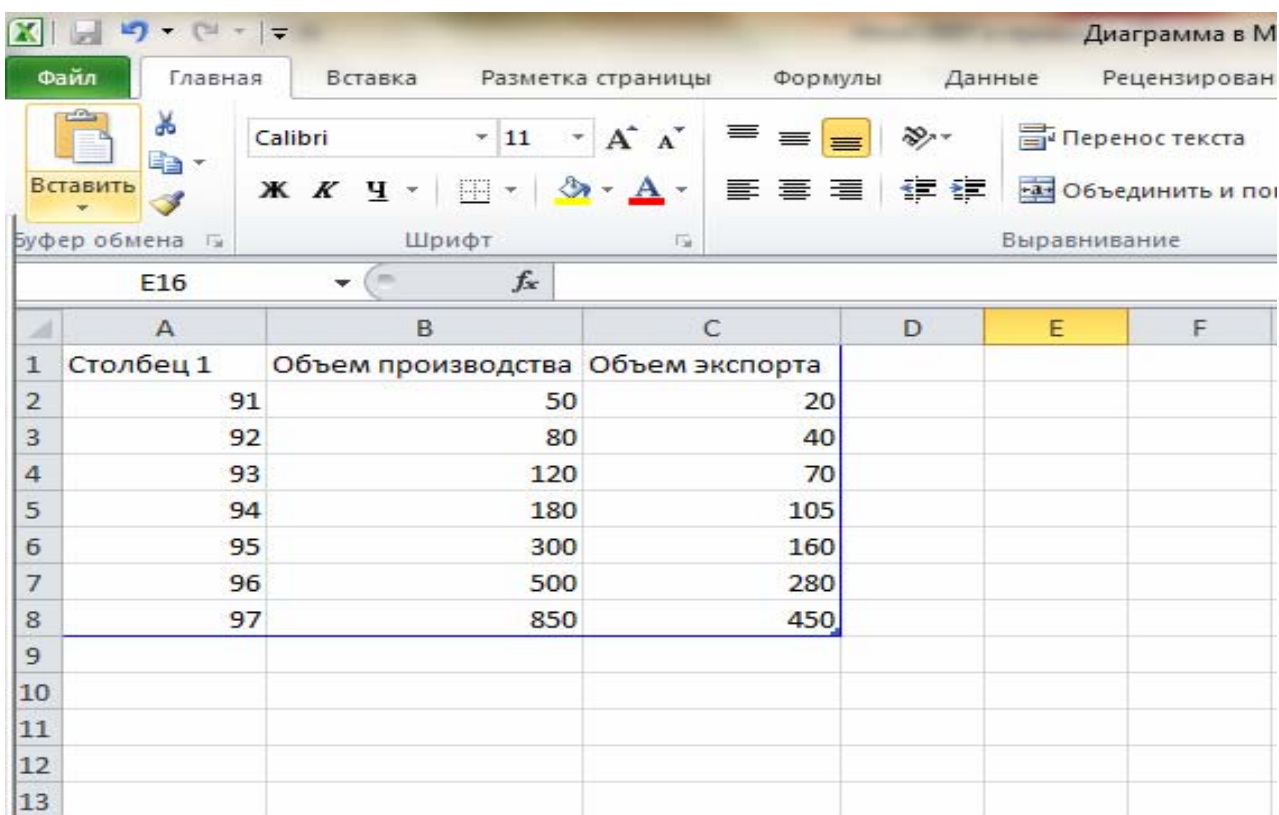 Диаграмма в М
Файл Главная Вставка Разметка страницы Формулы Данные Рецензирован
Calibri 11 А А Перенос текста
Вставить Ж К Ч А Объединить и по
Буфер обмена Шрифт Выравнивание
E16 fx
A B C D E F
1 Столбец 1 Объем производства Объем экспорта
2 91 50 20
3 92 80 40
4 93 120 70
5 94 180 105
6 95 300 160
7 96 500 280
8 97 850 450
9
10
11
12
13